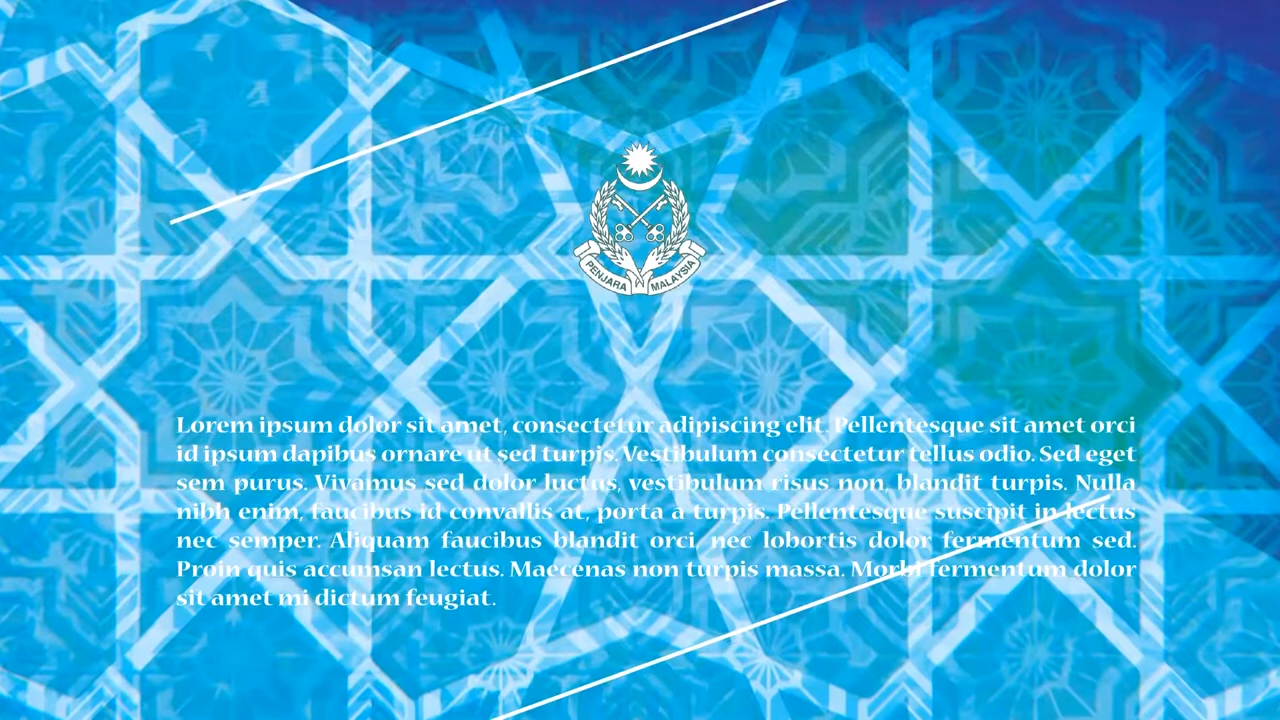 PENJARA MALAYSIA
Lorem ipsum dolor sit amet, consectetur adipiscing elit. Pellentesque sit amet orci
id ipsum dapibus ornare ut sed turpis. Vestibulum consectetur tellus odio. Sed eget
sem purus. Vivamus sed dolor luctus, vestibulum risus non, blandit turpis. Nulla
nibh enim, faucibus id convallis at, porta a turpis. Pellentesque suscipit in lectus
nec semper. Aliquam faucibus blandit orci, nec lobortis dolor fermentum sed.
Proin quis accumsan lectus. Maecenas non turpis massa. Morbi fermentum dolor
sit amet mi dictum feugiat.